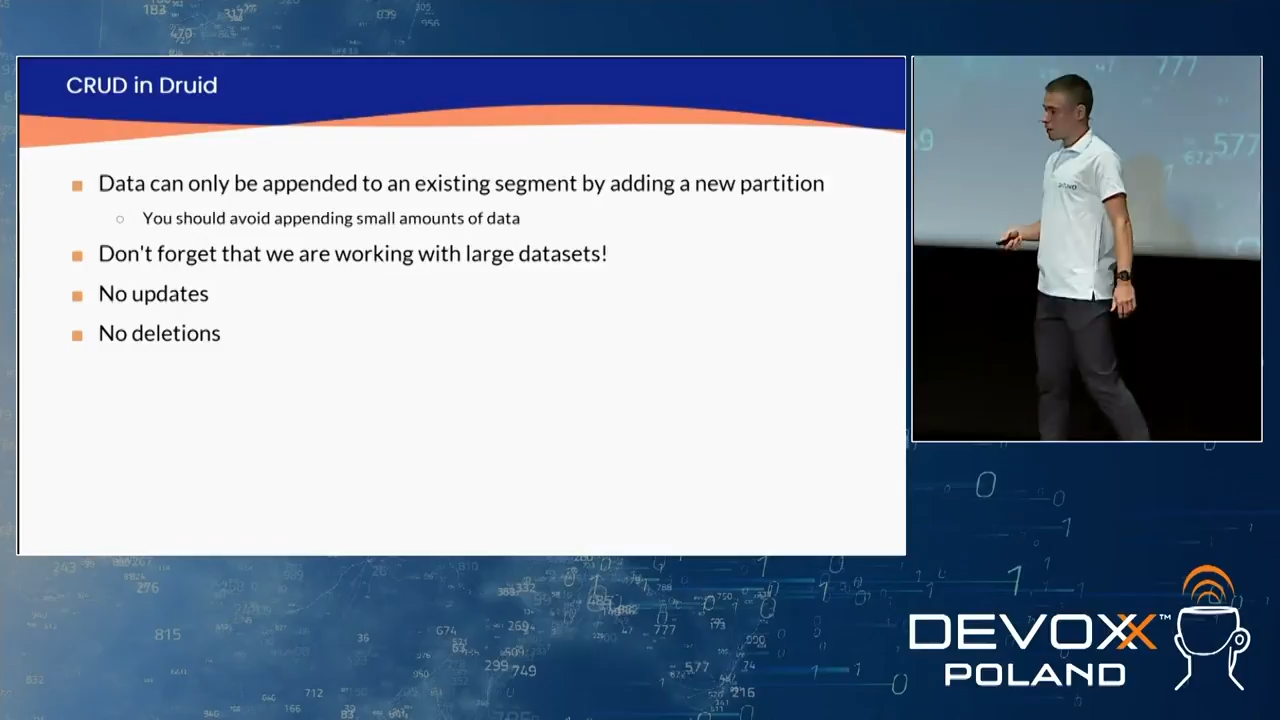 CRUD in Druid
Data can only be appended to an existing segment by adding a new partition
You should avoid appending small amounts of data
Don't forget that we are working with large datasets!
No updates
No deletions
DEVOXX™
POLAND